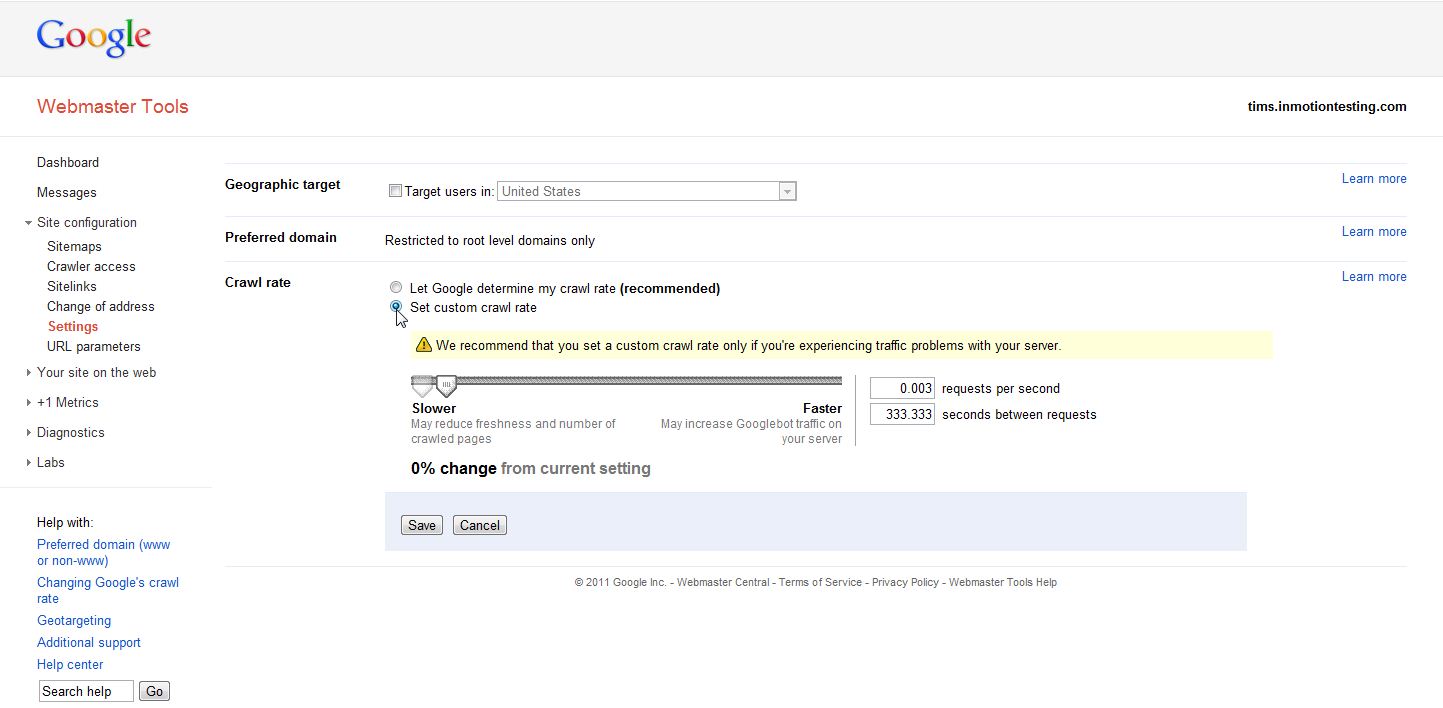 Google
Webmaster Tools
tims.inmotiontesting.com
Dashboard
Messages
Site configuration
Sitemaps
Crawler access
Sitelinks
Change of address
Settings
URL parameters
Your site on the web
+1 Metrics
Diagnostics
Labs
Help with:
Preferred domain (www
or non-www)
Changing Google's crawl
rate
Geotargeting
Additional support
Help center
Search help Go
Geographic target Target users in: United States Learn more
Preferred domain Restricted to root level domains only Learn more
Crawl rate Let Google determine my crawl rate (recommended) Learn more
Set custom crawl rate
We recommend that you set a custom crawl rate only if you're experiencing traffic problems with your server.
Slower
May reduce freshness and number of
crawled pages
Faster
May increase Googlebot traffic on
your server
0.003 requests per second
333.333 seconds between requests
0% change from current setting
Save Cancel
© 2011 Google Inc. - Webmaster Central - Terms of Service - Privacy Policy - Webmaster Tools Help